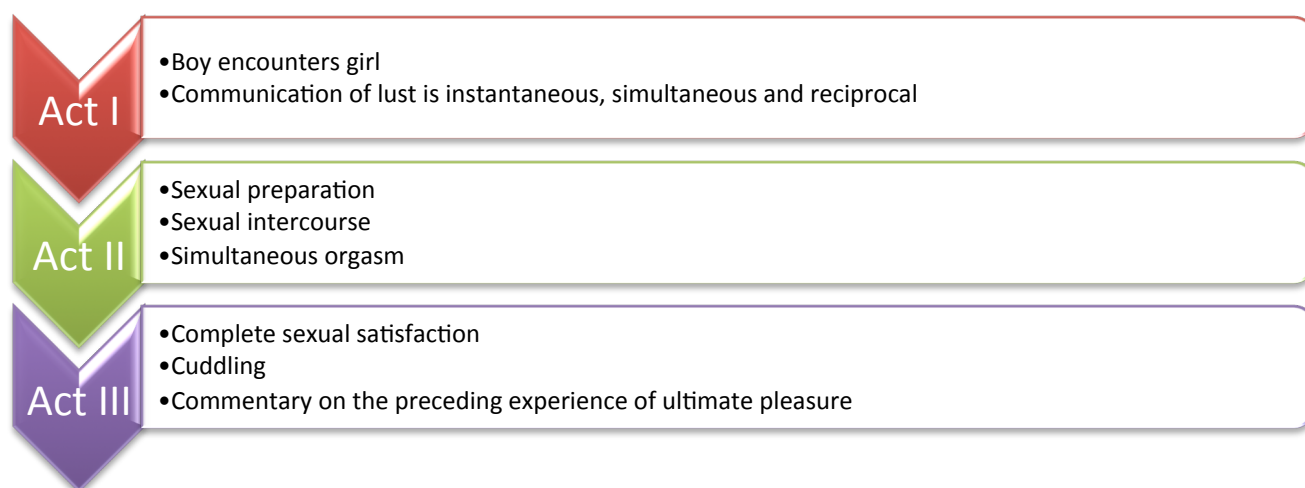 Act I
•Boy encounters girl
•Communication of lust is instantaneous, simultaneous and reciprocal
Act II
•Sexual preparation
•Sexual intercourse
•Simultaneous orgasm
Act III
•Complete sexual satisfaction
•Cuddling
•Commentary on the preceding experience of ultimate pleasure